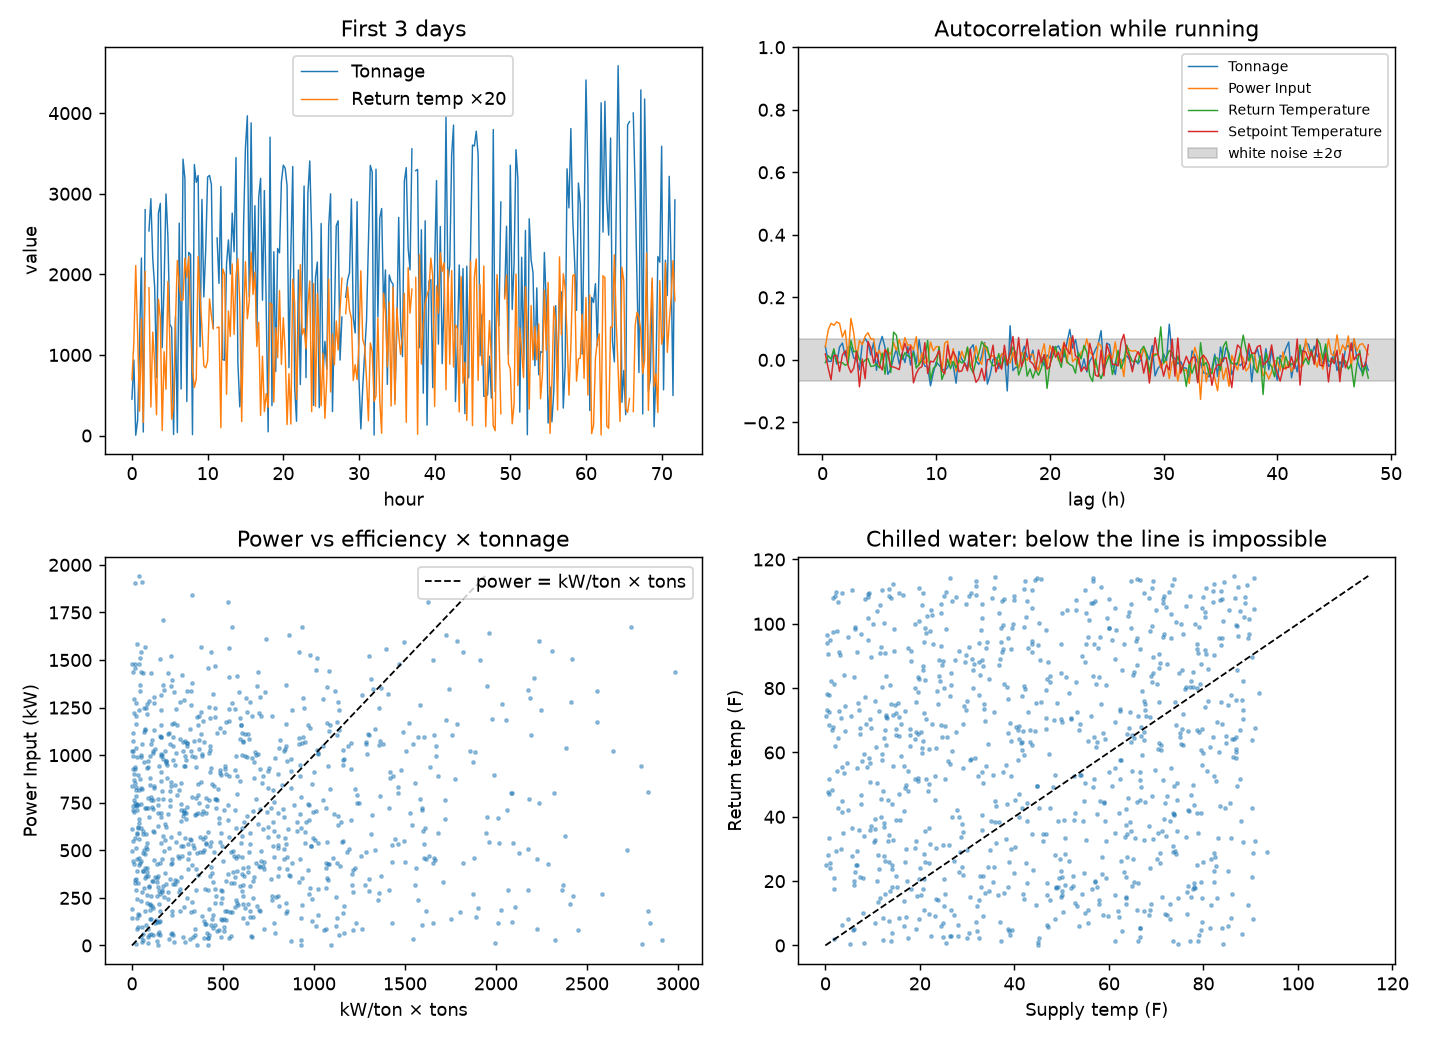 First 3 days
Tonnage
Return temp ×20
value
4000
3000
2000
1000
0
0 10 20 30 40 50 60 70
hour
Autocorrelation while running
Tonnage
Power Input
Return Temperature
Setpoint Temperature
white noise ±2σ
1.0
0.8
0.6
0.4
0.2
0.0
−0.2
0 10 20 30 40 50
lag (h)
Power vs efficiency × tonnage
power = kW/ton × tons
Power Input (kW)
2000
1750
1500
1250
1000
750
500
250
0
0 500 1000 1500 2000 2500 3000
kW/ton × tons
Chilled water: below the line is impossible
Return temp (F)
120
100
80
60
40
20
0
0 20 40 60 80 100 120
Supply temp (F)